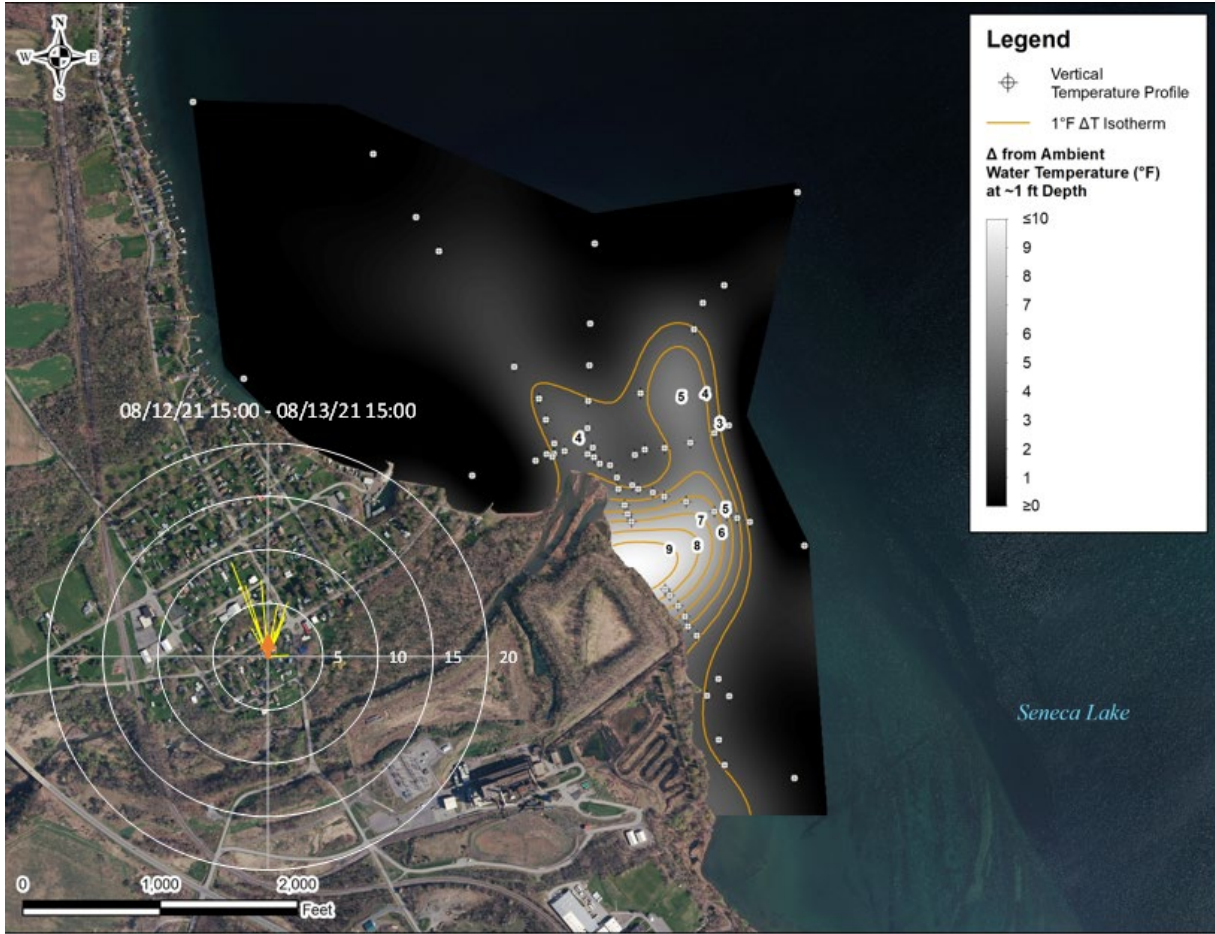 N
W E
S
Legend
Vertical
Temperature Profile
1°F ΔT Isotherm
Δ from Ambient
Water Temperature (°F)
at ~1 ft Depth
≤10
9
8
7
6
5
4
3
2
1
≥0
5 4
3
4
08/12/21 15:00 - 08/13/21 15:00
5
7
6
8
9
5 10 15 20
Seneca Lake
0 1,000 2,000
Feet